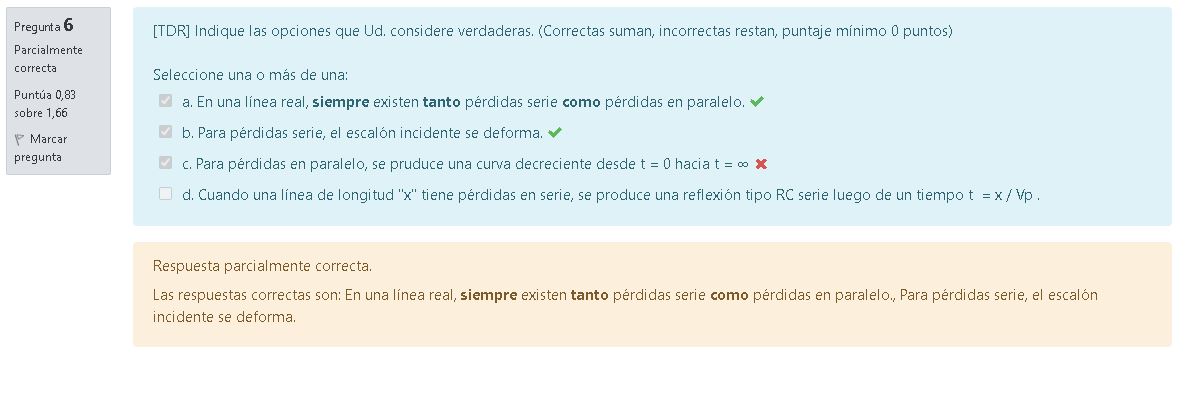 Pregunta 6
Parcialmente
correcta
Puntúa 0,83
sobre 1,66
Marcar
pregunta
[TDR] Indique las opciones que Ud. considere verdaderas. (Correctas suman, incorrectas restan, puntaje mínimo 0 puntos)
Seleccione una o más de una:
a. En una línea real, siempre existen tanto pérdidas serie como pérdidas en paralelo.
b. Para pérdidas serie, el escalón incidente se deforma.
c. Para pérdidas en paralelo, se pruduce una curva decreciente desde t = 0 hacia t = ∞
d. Cuando una línea de longitud "x" tiene pérdidas en serie, se produce una reflexión tipo RC serie luego de un tiempo t = x / Vp .
Respuesta parcialmente correcta.
Las respuestas correctas son: En una línea real, siempre existen tanto pérdidas serie como pérdidas en paralelo., Para pérdidas serie, el escalón
incidente se deforma.